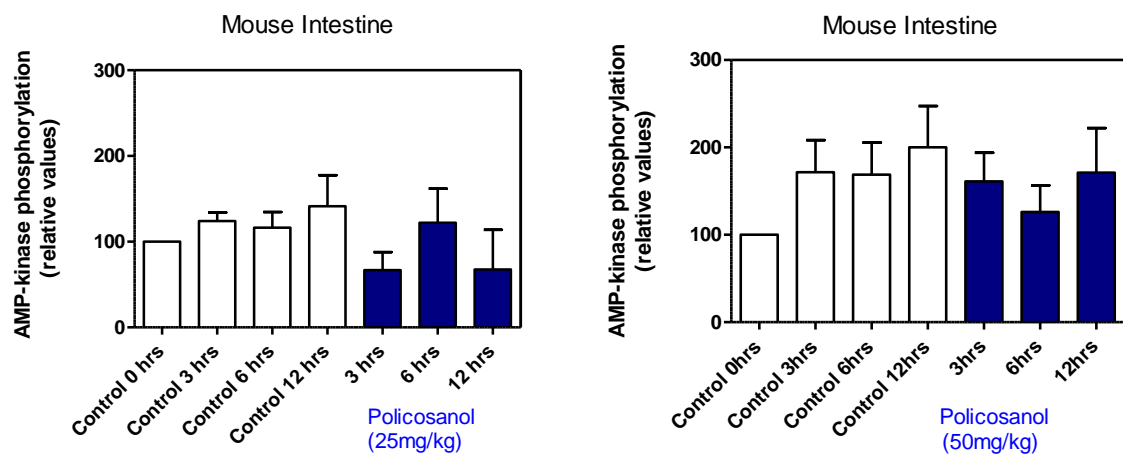 Mouse Intestine
AMP-kinase phosphorylation
(relative values)
300
200
100
0
Control 0 hrs
Control 3 hrs
Control 6 hrs
Control 12 hrs
3 hrs
6 hrs
12 hrs
Policosanol
(25mg/kg)
Mouse Intestine
AMP-kinase phosphorylation
(relative values)
300
200
100
0
Control 0hrs
Control 3hrs
Control 6hrs
Control 12hrs
3hrs
6hrs
12hrs
Policosanol
(50mg/kg)